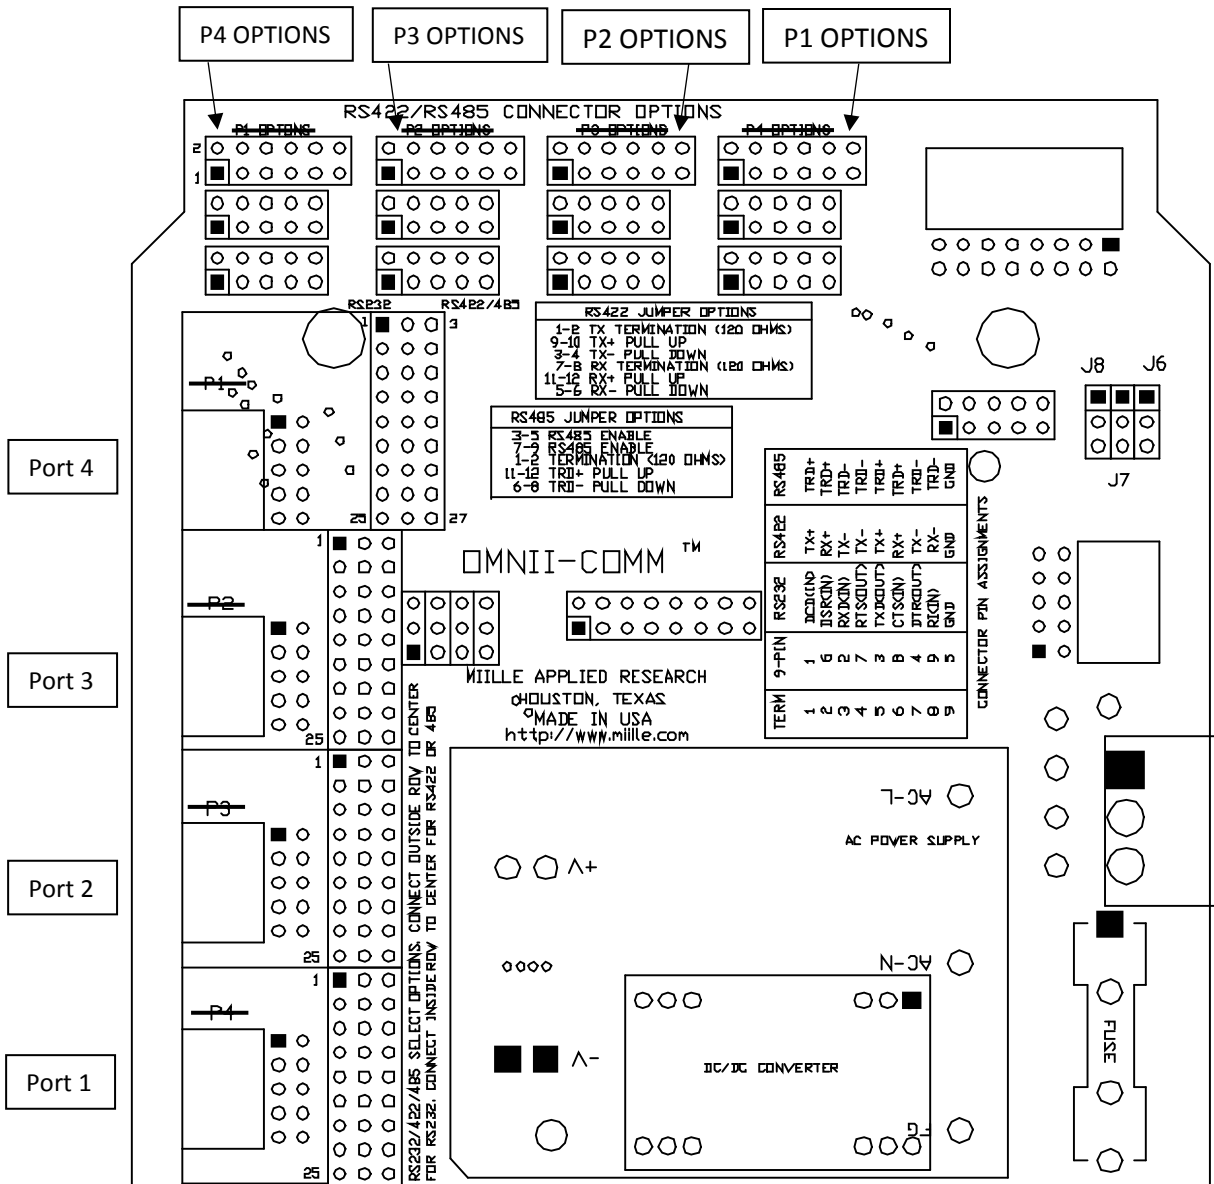 P4 OPTIONS
P3 OPTIONS
P2 OPTIONS
P1 OPTIONS
RS422/RS485 CONNECTOR OPTIONS
P1 OPTIONS
P2 OPTIONS
P3 OPTIONS
P4 OPTIONS
2
1
RS232
RS422/485
1
3
RS422 JUMPER OPTIONS
1-2 TX TERMINATION (120 OHMS)
9-10 TX+ PULL UP
3-4 TX- PULL DOWN
7-8 RX TERMINATION (120 OHMS)
11-12 RX+ PULL UP
5-6 RX- PULL DOWN
RS485 JUMPER OPTIONS
3-5 RS485 ENABLE
7-9 RS485 ENABLE
1-2 TERMINATION (120 OHMS)
11-12 TRD+ PULL UP
6-8 TRD- PULL DOWN
J8
J6
J7
P1
Port 4
25
27
1
OMNII-COMM TM
RS485 TRD+ TRD+ TRD- TRD- TRD+ TRD+ TRD- TRD- GND
RS422 TX+ RX+ TX- TX- TX+ RX+ TX- RX- GND
RS232 DCD(IN) DSR(IN) RXD(IN) RTS(OUT) TXD(OUT) CTS(IN) DTR(OUT) RI(IN) GND
9-PIN 1 6 2 7 3 8 4 9 5
TERM 1 2 3 4 5 6 7 8 9
CONNECTOR PIN ASSIGNMENTS
P2
Port 3
25
MIILLE APPLIED RESEARCH
HOUSTON, TEXAS
MADE IN USA
http://www.miille.com
1
P3
Port 2
25
RS232/422/485 SELECT OPTIONS. CONNECT OUTSIDE ROW TO CENTER
FOR RS232. CONNECT INSIDE ROW TO CENTER FOR RS422 OR 485
AC-L
AC POWER SUPPLY
V+
AC-N
1
P4
Port 1
25
V-
DC/DC CONVERTER
FG
FUSE